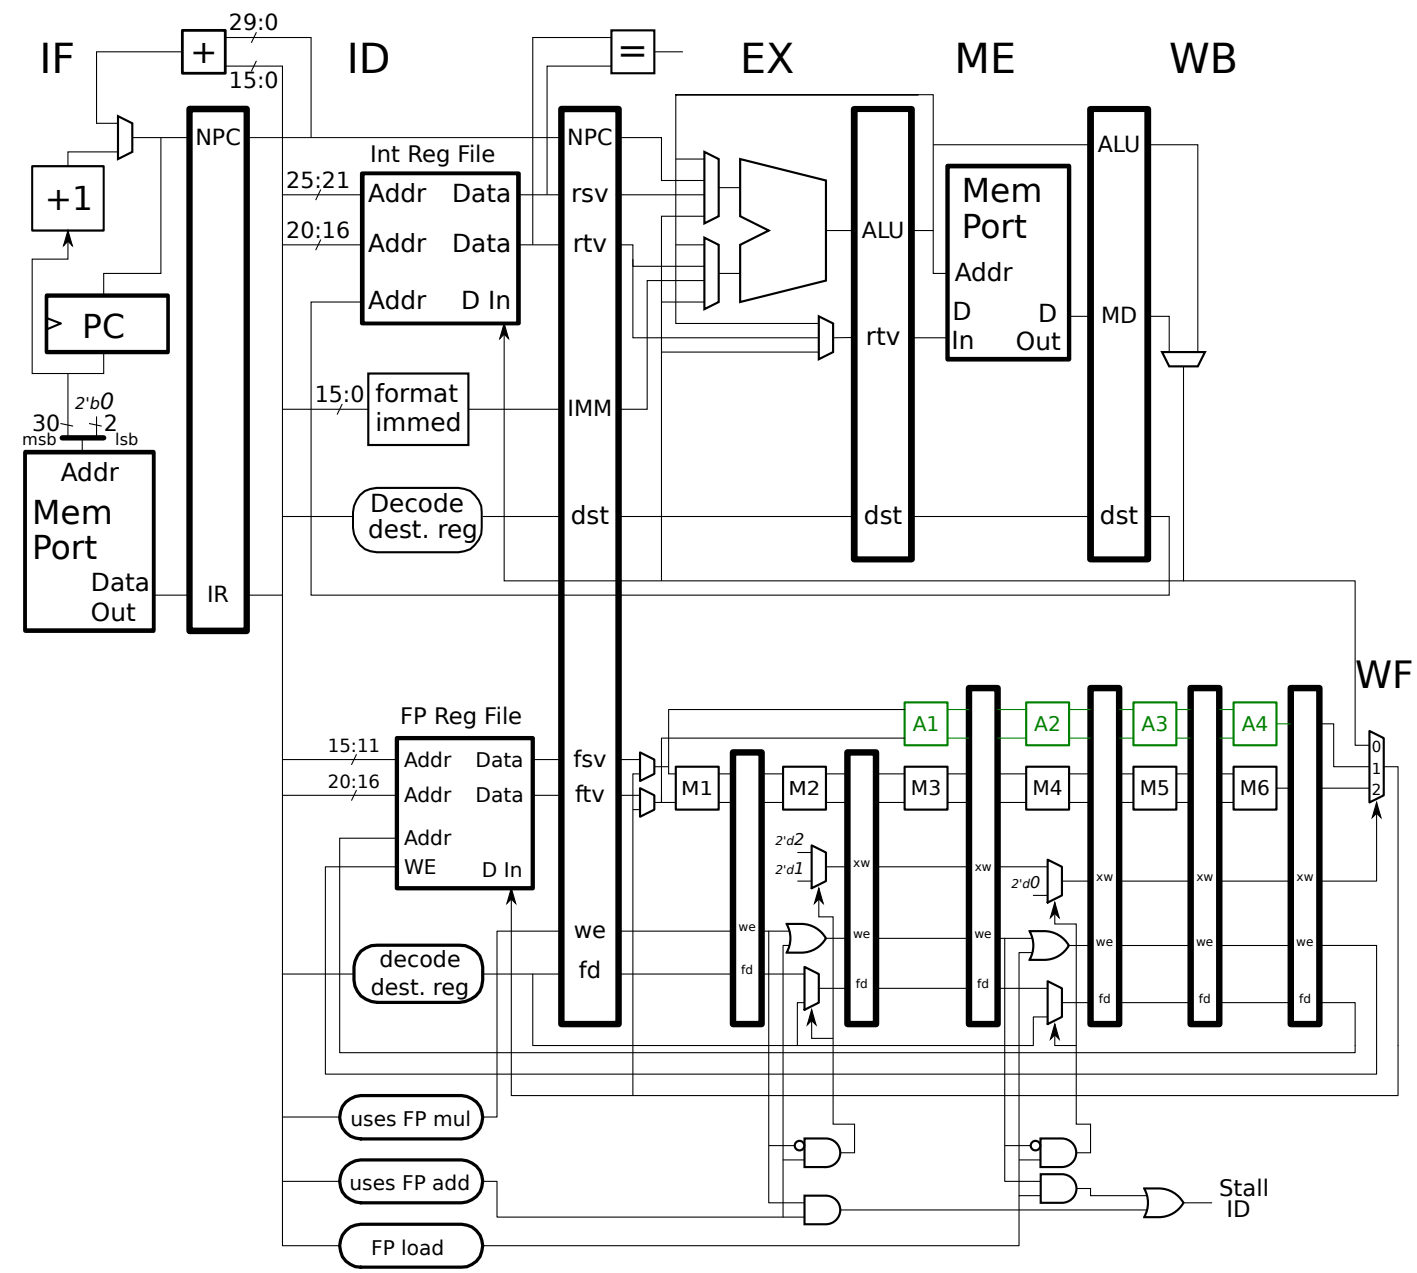 IF
ID
EX
ME
WB
29:0
+
15:0
=
NPC
+1
PC
2'b0
30
2
msb
lsb
Addr
Mem
Port
Data
Out
IR
Int Reg File
25:21
Addr
Data
20:16
Addr
Data
Addr
D In
15:0
format
immed
Decode
dest. reg
NPC
rsv
rtv
IMM
dst
ALU
rtv
dst
Mem
Port
Addr
D
In
D
Out
ALU
MD
dst
WF
FP Reg File
15:11
Addr
Data
20:16
Addr
Data
Addr
WE
D In
fsv
ftv
we
fd
decode
dest. reg
A1
A2
A3
A4
M1
M2
M3
M4
M5
M6
0
1
2
2'd2
2'd1
2'd0
xw
xw
xw
xw
xw
we
we
we
we
we
we
fd
fd
fd
fd
fd
fd
uses FP mul
uses FP add
FP load
Stall
ID